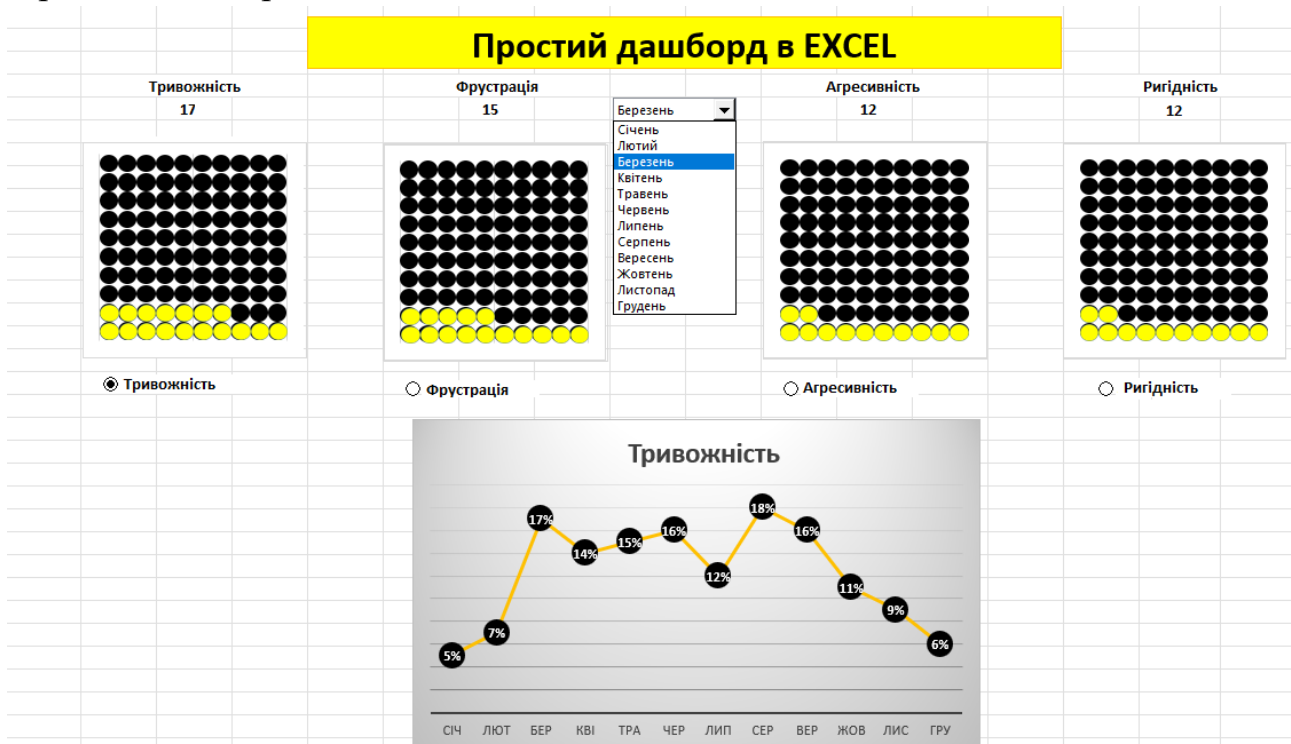 Простий дашборд в EXCEL
Тривожність Фрустрація Агресивність Ригідність
17 15 12 12
Березень
Січень
Лютий
Березень
Квітень
Травень
Червень
Липень
Серпень
Вересень
Жовтень
Листопад
Грудень
Тривожність Фрустрація Агресивність Ригідність
Тривожність
5% 7% 17% 14% 15% 16% 12% 18% 16% 11% 9% 6%
СІЧ ЛЮТ БЕР КВІ ТРА ЧЕР ЛИП СЕР ВЕР ЖОВ ЛИС ГРУ